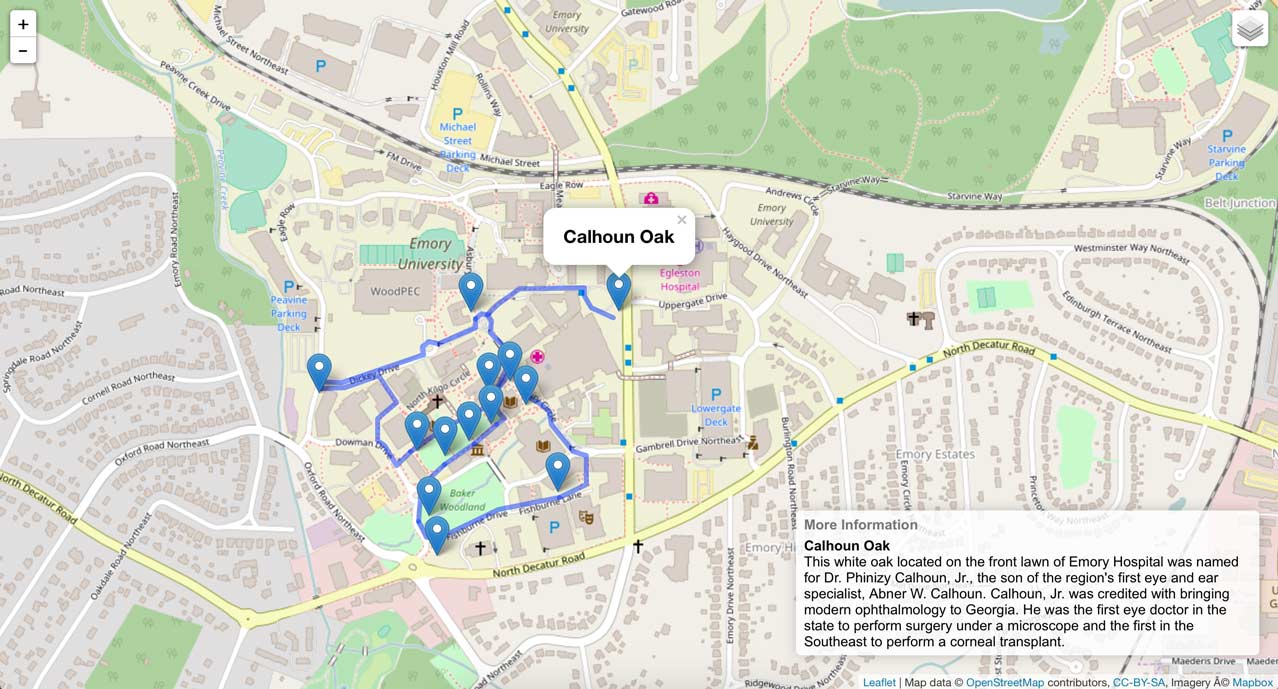 +
−
Emory
University
Gatewood Road
Michael Street Northeast
P
Houston Mill Road
P
Peavine Creek Drive
Rollins Way
P
Michael
Street
Parking
Deck
P
Starvine
Parking
Deck
Starvine Way
FM Drive
Michael Street
Peavine Creek
Eagle Row
Andrews Circle
Starvine Way
Starvine Way
Belt Junction
Emory Road Northeast
Eagle Row
Emory
University
Calhoun Oak
×
Emory
University
Haygood Drive Northeast
Westminster Way Northeast
Egleston
Hospital
P
Peavine
Deck
WoodPEC
Uppergate Drive
Edinburgh Terrace Northeast
Road Northeast
Springdale Road Northeast
North Decatur Road
Dickey Drive
North Kilgo Circle
Cornell Road Northeast
P
Lowergate
Deck
Dowman Drive
Gambrell Drive Northeast
Oxford Road Northeast
Oxford Road Northeast
Burlington Road Northeast
Emory Estates
Emory Circle
Princeton
Way Northeast
North Decatur Road
Baker
Woodland
Fishburne Drive
Fishburne Lane
P
North Decatur Road
Oakdale Road Northeast
Emory Drive Northeast
Emory Hi
More Information
Calhoun Oak
This white oak located on the front lawn of Emory Hospital was named
for Dr. Phinizy Calhoun, Jr., the son of the region's first eye and ear
specialist, Abner W. Calhoun. Calhoun, Jr. was credited with bringing
modern ophthalmology to Georgia. He was the first eye doctor in the
state to perform surgery under a microscope and the first in the
Southeast to perform a corneal transplant.
Maederis Drive
Maede
Leaflet | Map data © OpenStreetMap contributors, CC-BY-SA, Imagery Â© Mapbox